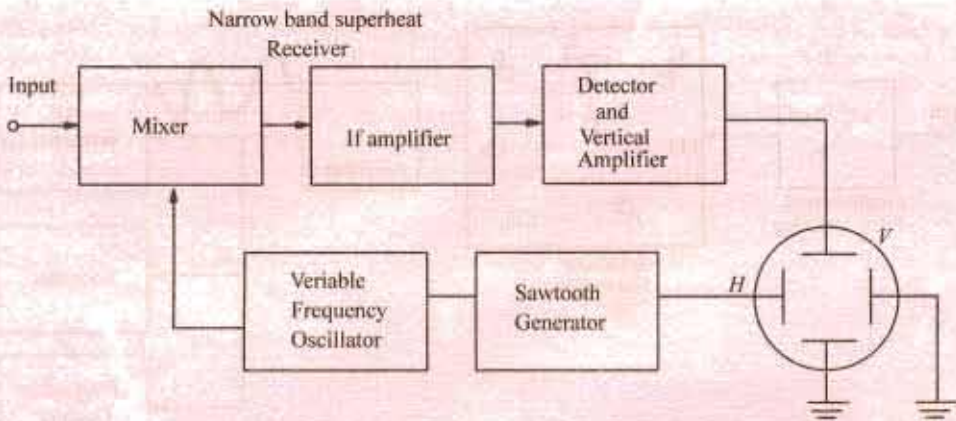 Narrow band superheat
Receiver
Input
Mixer
If amplifier
Detector
and
Vertical
Amplifier
V
H
Veriable
Frequency
Oscillator
Sawtooth
Generator